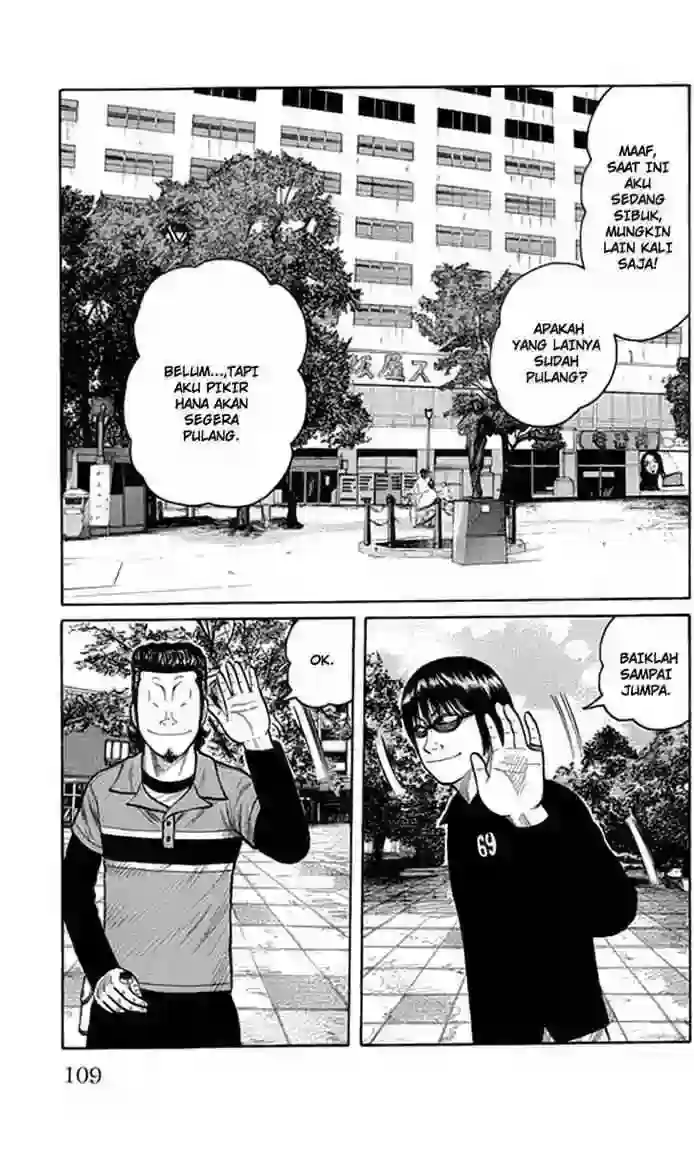 MAAF,
SAAT INI
AKU
SEDANG
SIBUK,
MUNGKIN
LAIN KALI
SAJA!
APAKAH
YANG LAINYA
SUDAH
PULANG?
BELUM...,TAPI
AKU PIKIR
HANA AKAN
SEGERA
PULANG.
BAIKLAH
SAMPAI
JUMPA.
69
OK.
109